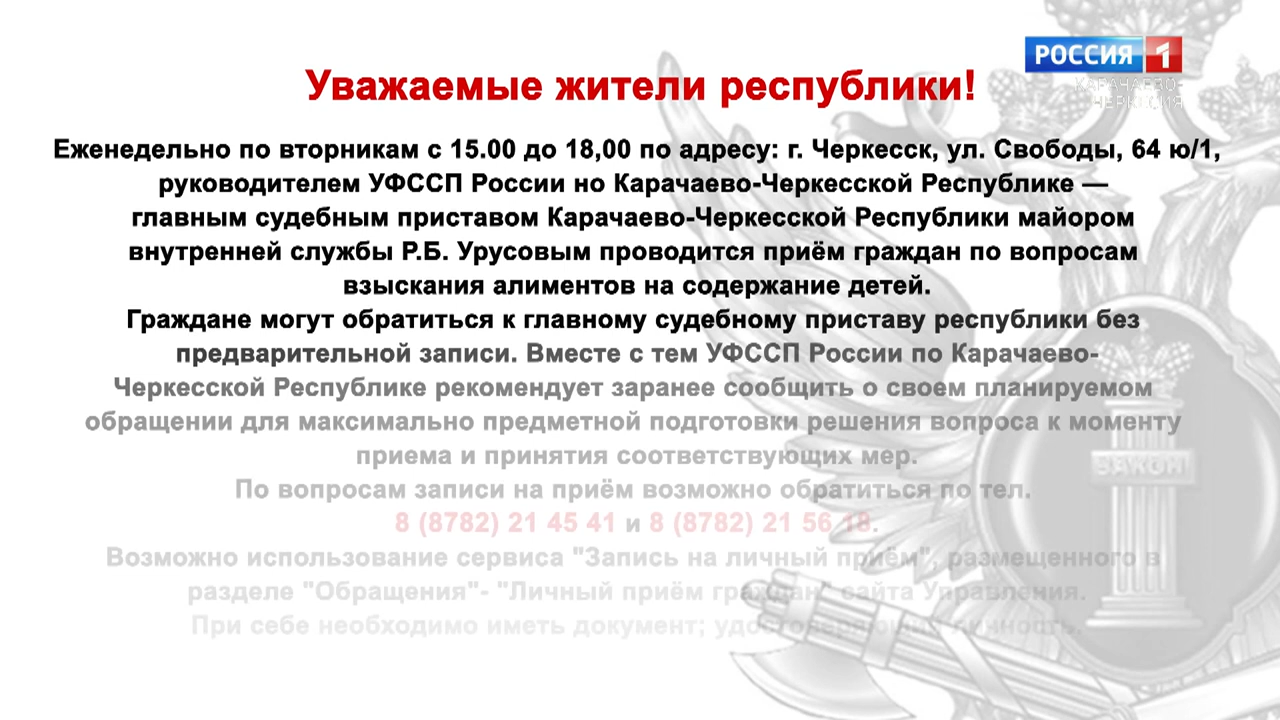 РОССИЯ 1
КАРАЧАЕВО-
ЧЕРКЕСИЯ
Уважаемые жители республики!
Еженедельно по вторникам с 15.00 до 18,00 по адресу: г. Черкесск, ул. Свободы, 64 ю/1,
руководителем УФССП России но Карачаево-Черкесской Республике —
главным судебным приставом Карачаево-Черкесской Республики майором
внутренней службы Р.Б. Урусовым проводится приём граждан по вопросам
взыскания алиментов на содержание детей.
Граждане могут обратиться к главному судебному приставу республики без
предварительной записи. Вместе с тем УФССП России по Карачаево-
Черкесской Республике рекомендует заранее сообщить о своем планируемом
обращении для максимально предметной подготовки решения вопроса к моменту
приема и принятия соответствующих мер.
По вопросам записи на приём возможно обратиться по тел.
8 (8782) 21 45 41 и 8 (8782) 21 56 18.
Возможно использование сервиса "Запись на личный приём", размещенного в
разделе "Обращения"- "Личный приём граждан" сайта Управления.
При себе необходимо иметь документ; удостоверяющий личность.
ЗАКОН